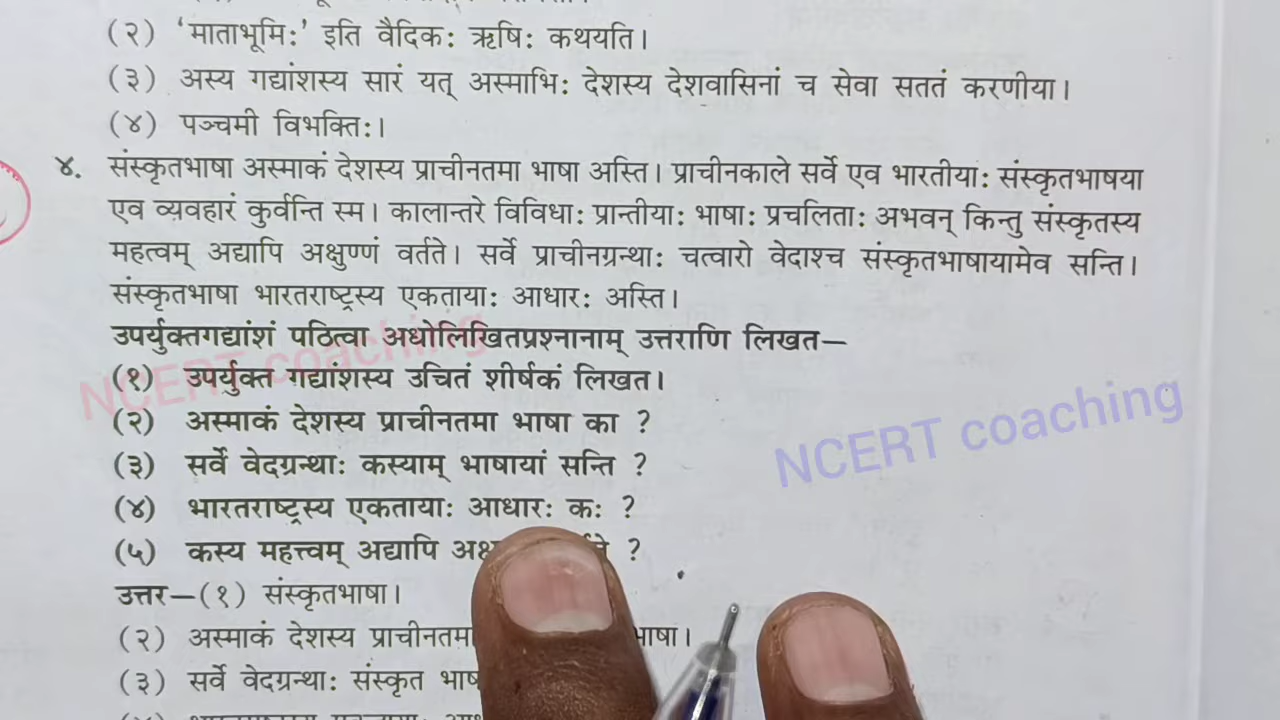 (२) 'माताभूमिः' इति वैदिकः ऋषिः कथयति।
(३) अस्य गद्यांशस्य सारं यत् अस्माभिः देशस्य देशवासिनां च सेवा सततं करणीया।
(४) पञ्चमी विभक्तिः।
४. संस्कृतभाषा अस्माकं देशस्य प्राचीनतमा भाषा अस्ति। प्राचीनकाले सर्वे एव भारतीयाः संस्कृतभाषया
एव व्यवहारं कुर्वन्ति स्म। कालान्तरे विविधाः प्रान्तीयाः भाषाः प्रचलिताः अभवन् किन्तु संस्कृतस्य
महत्वम् अद्यापि अक्षुण्णं वर्तते। सर्वे प्राचीनग्रन्थाः चत्वारो वेदाश्च संस्कृतभाषायामेव सन्ति।
संस्कृतभाषा भारतराष्ट्रस्य एकतायाः आधारः अस्ति।
उपर्युक्तगद्यांशं पठित्वा अधोलिखितप्रश्नानाम् उत्तराणि लिखत—
(१) उपर्युक्त गद्यांशस्य उचितं शीर्षकं लिखत।
(२) अस्माकं देशस्य प्राचीनतमा भाषा का ?
(३) सर्वे वेदग्रन्थाः कस्याम् भाषायां सन्ति ?
(४) भारतराष्ट्रस्य एकतायाः आधारः कः ?
(५) कस्य महत्त्वम् अद्यापि ?
उत्तर—(१) संस्कृतभाषा।
(२) अस्माकं देशस्य प्राचीनतमा भाषा।
(३) सर्वे वेदग्रन्थाः संस्कृत
NCERT coaching
NCERT coaching